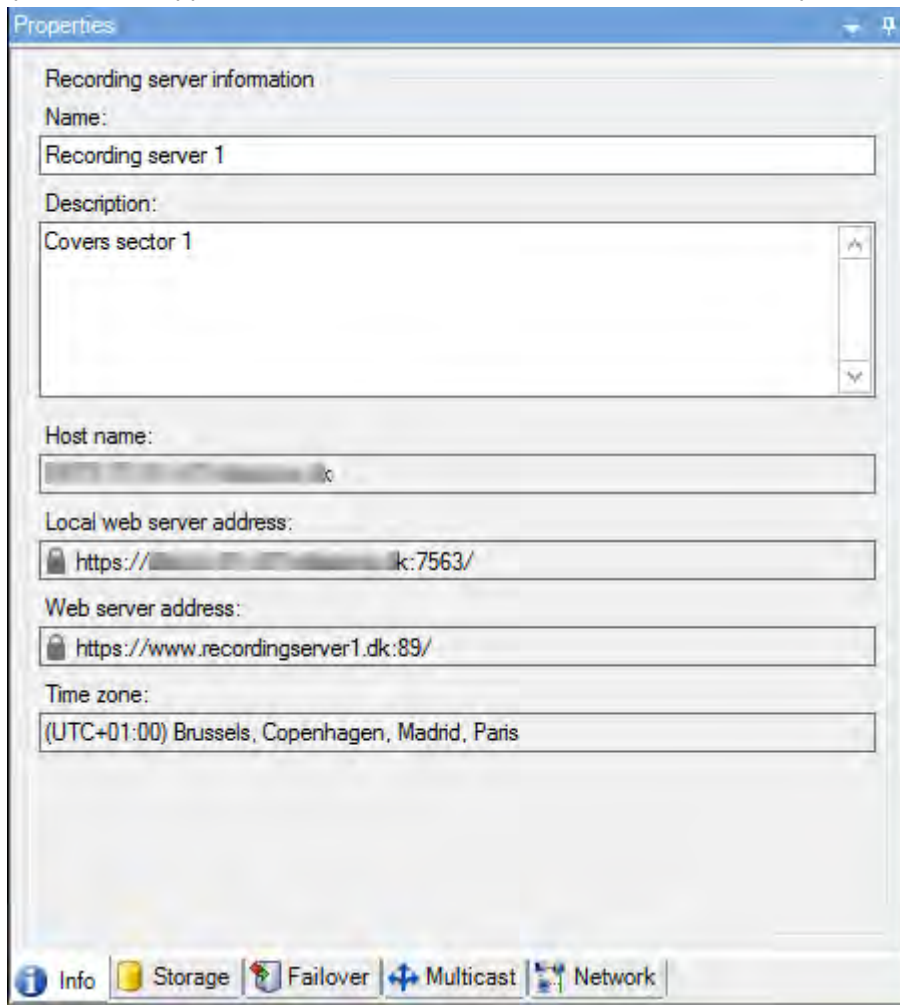 Properties
Recording server information
Name:
Recording server 1
Description:
Covers sector 1
Host name:
Local web server address:
https:// k:7563/
Web server address:
https://www.recordingserver1.dk:89/
Time zone:
(UTC+01:00) Brussels, Copenhagen, Madrid, Paris
Info Storage Failover Multicast Network